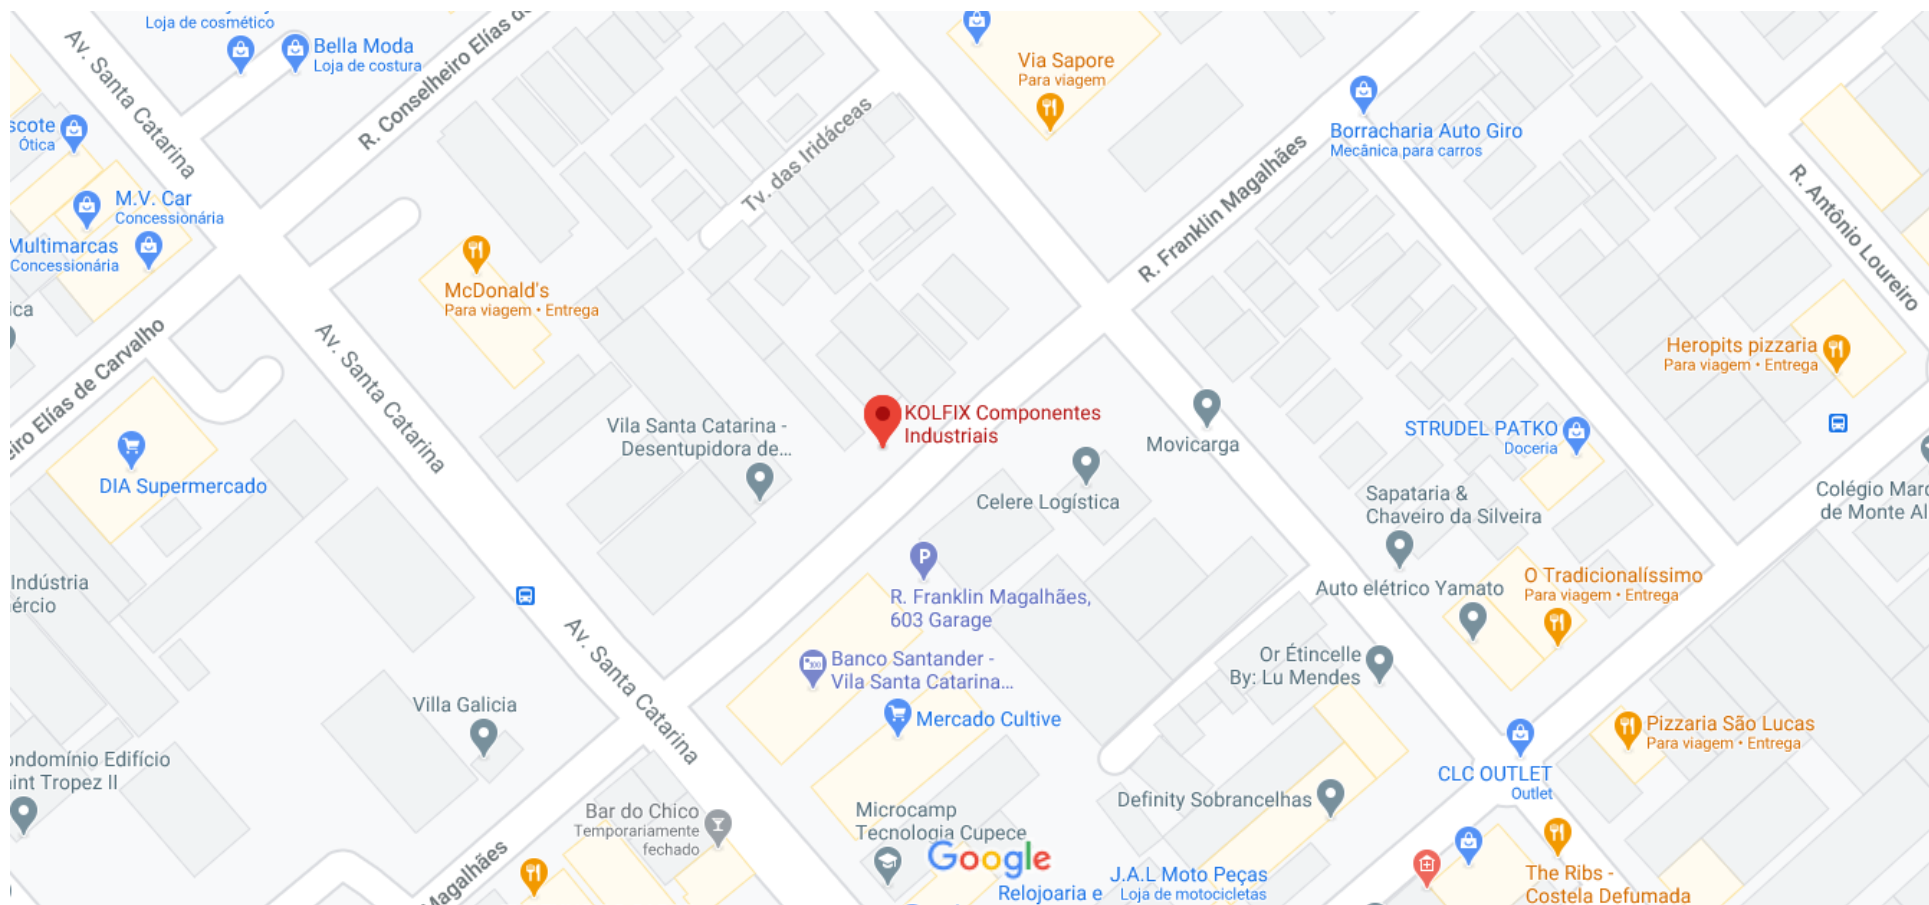 Loja de cosmético
Bella Moda
Loja de costura
Av. Santa Catarina
R. Conselheiro Elías de
Via Sapore
Para viagem
Borracharia Auto Giro
Mecânica para carros
scote
Ótica
Tv. das Iridáceas
R. Franklin Magalhães
R. Antônio Loureiro
M.V. Car
Concessionária
Multimarcas
Concessionária
ica
McDonald's
Para viagem • Entrega
Av. Santa Catarina
eiro Elías de Carvalho
Heropits pizzaria
Para viagem • Entrega
KOLFIX Componentes
Industriais
Vila Santa Catarina -
Desentupidora de...
Movicarga
STRUDEL PATKO
Doceria
DIA Supermercado
Celere Logística
Sapataria &
Chaveiro da Silveira
Colégio Marc
de Monte Al
Indústria
ércio
P
R. Franklin Magalhães,
603 Garage
Auto elétrico Yamato
O Tradicionalíssimo
Para viagem • Entrega
Av. Santa Catarina
Banco Santander -
Vila Santa Catarina...
Or Étincelle
By: Lu Mendes
Villa Galicia
Mercado Cultive
Pizzaria São Lucas
Para viagem • Entrega
ondomínio Edifício
aint Tropez II
CLC OUTLET
Outlet
Bar do Chico
Temporariamente
fechado
Microcamp
Tecnologia Cupece
Definity Sobrancelhas
Magalhães
Google
J.A.L Moto Peças
Loja de motocicletas
Relojoaria e
The Ribs -
Costela Defumada